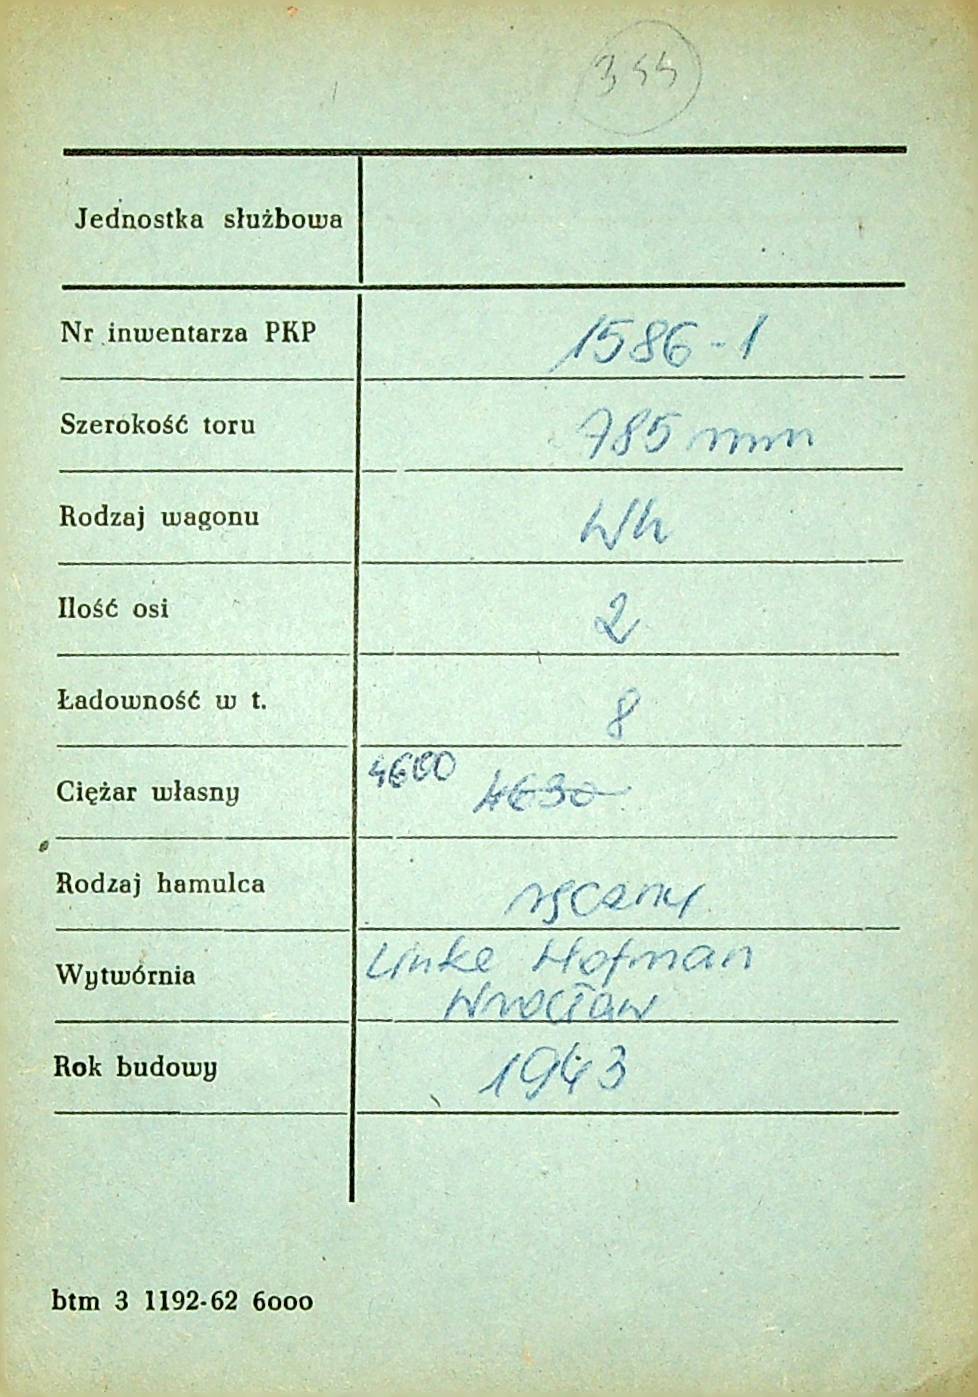 344
Jednostka służbowa
Nr inwentarza PKP 1586-1
Szerokość toru 785 mm
Rodzaj wagonu Wh
Ilość osi 2
Ładowność w t. 8
Ciężar własny 4600 4630
Rodzaj hamulca ręczny
Wytwórnia Linke Hofman
Wrocław
Rok budowy 1943
btm 3 1192-62 6000